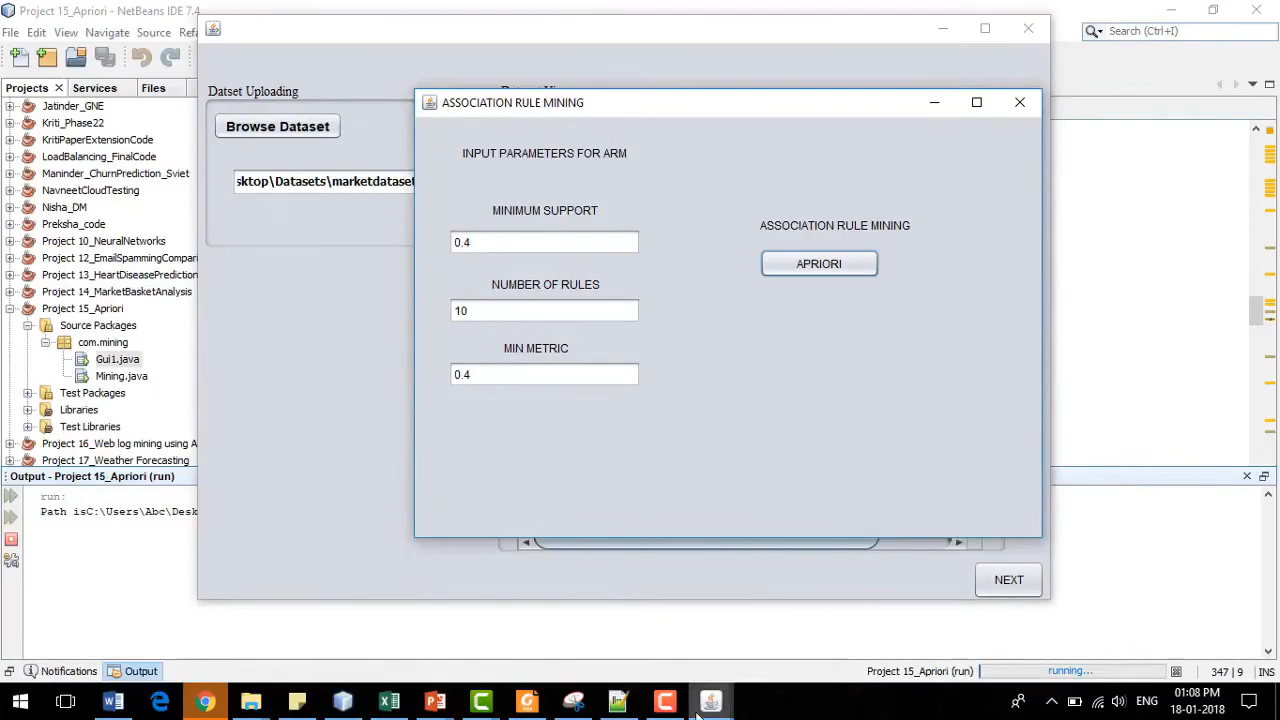 Project 15_Apriori - NetBeans IDE 7.4
File Edit View Navigate Source Refa
Search (Ctrl+I)
Projects Services Files
Jatinder_GNE
Kriti_Phase22
KritiPaperExtensionCode
LoadBalancing_FinalCode
Maninder_ChurnPrediction_Sviet
NavneetCloudTesting
Nisha_DM
Preksha_code
Project 10_NeuralNetworks
Project 12_EmailSpammingCompari
Project 13_HeartDiseasePrediction
Project 14_MarketBasketAnalysis
Project 15_Apriori
Source Packages
com.mining
Gui1.java
Mining.java
Test Packages
Libraries
Test Libraries
Project 16_Web log mining using A
Project 17_Weather Forecasting
Datset Uploading
Browse Dataset
sktop\Datasets\marketdataset
ASSOCIATION RULE MINING
INPUT PARAMETERS FOR ARM
MINIMUM SUPPORT
0.4
NUMBER OF RULES
10
MIN METRIC
0.4
ASSOCIATION RULE MINING
APRIORI
NEXT
Output - Project 15_Apriori (run)
run:
Path isC:\Users\Abc\Desk
Notifications Output
Project 15_Apriori (run) running... 347 | 9 INS
ENG
01:08 PM
18-01-2018